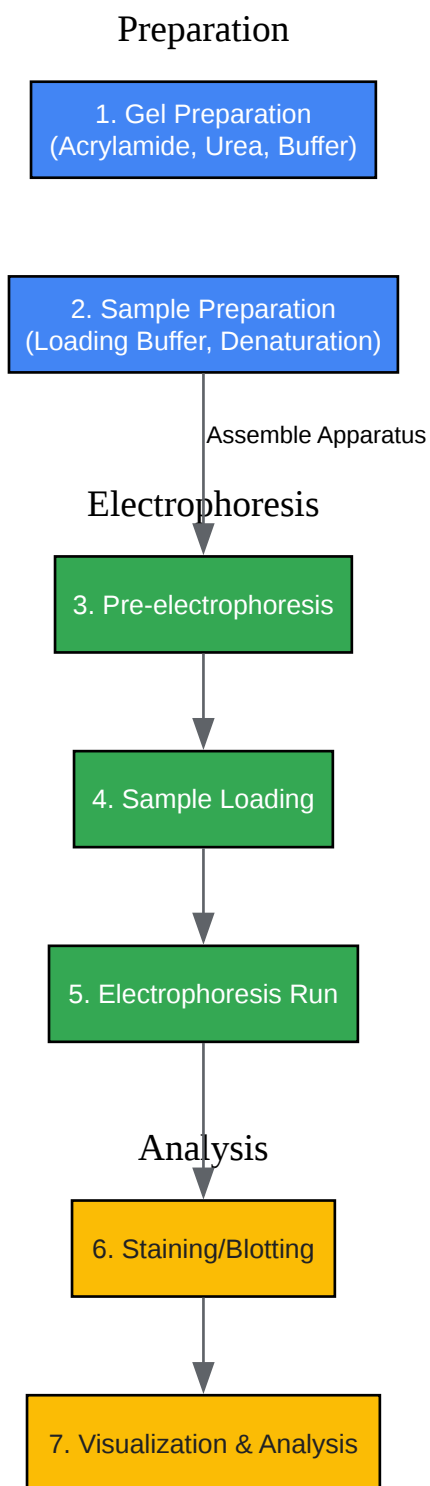 Preparation
1. Gel Preparation
(Acrylamide, Urea, Buffer)
2. Sample Preparation
(Loading Buffer, Denaturation)
Assemble Apparatus
Electrophoresis
3. Pre-electrophoresis
4. Sample Loading
5. Electrophoresis Run
Analysis
6. Staining/Blotting
7. Visualization & Analysis